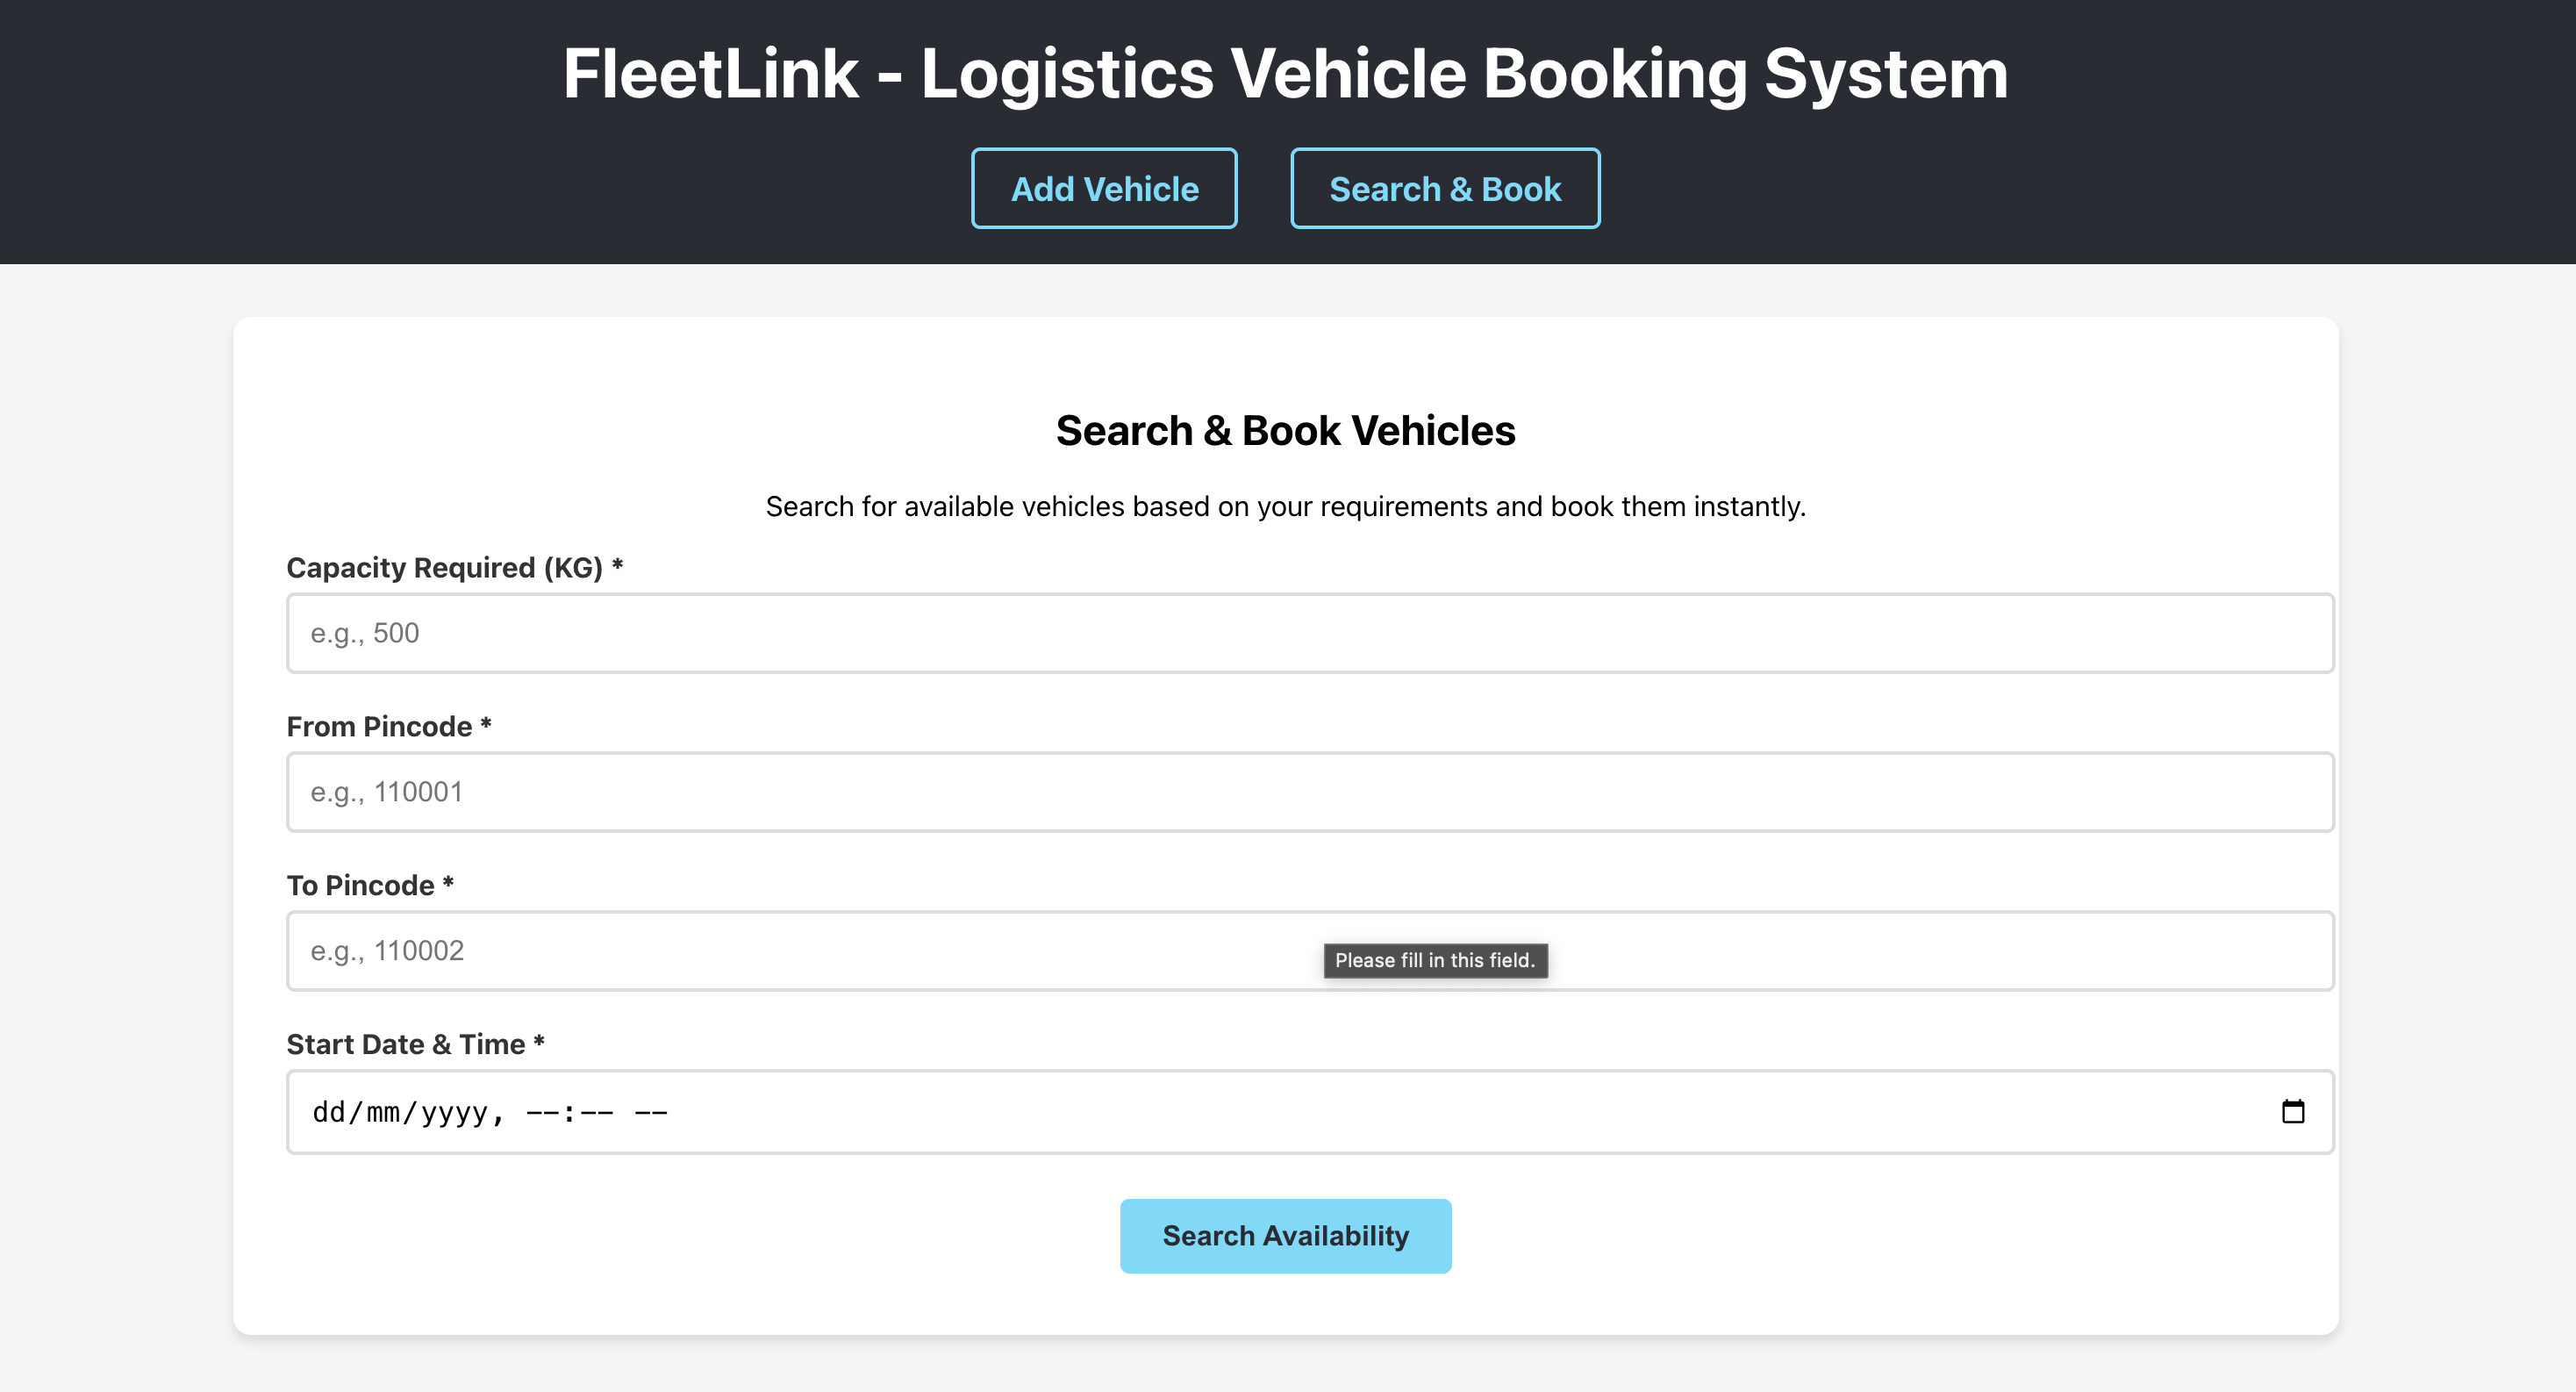 FleetLink - Logistics Vehicle Booking System
Add Vehicle
Search & Book
Search & Book Vehicles
Search for available vehicles based on your requirements and book them instantly.
Capacity Required (KG) *
e.g., 500
From Pincode *
e.g., 110001
To Pincode *
e.g., 110002
Please fill in this field.
Start Date & Time *
dd/mm/yyyy, --:-- --
Search Availability